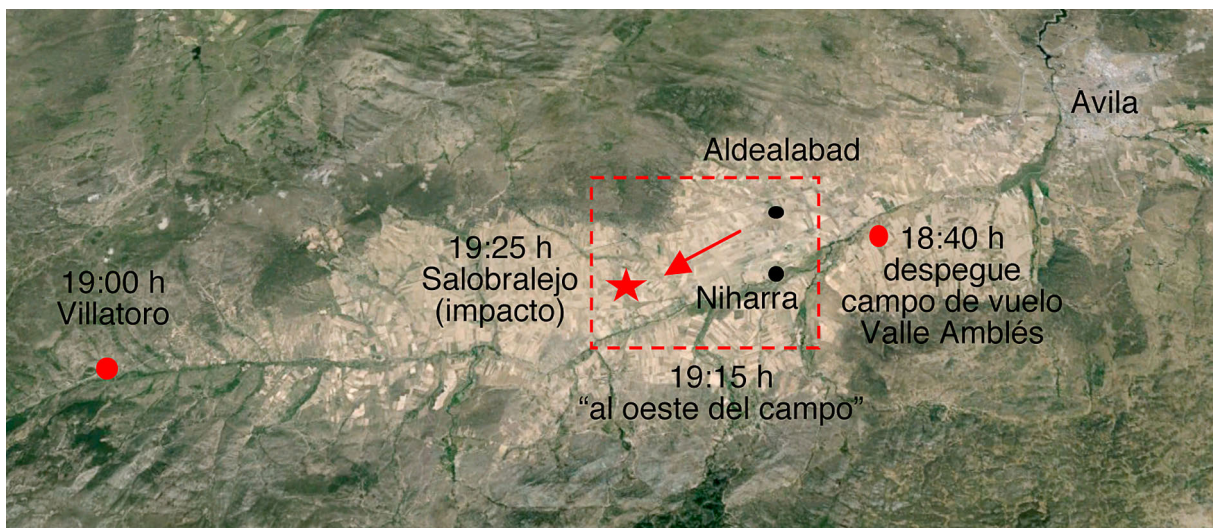 Ávila
Aldealabad
18:40 h
despegue
campo de vuelo
Valle Amblés
19:25 h
Salobralejo
(impacto)
19:00 h
Villatoro
Niharra
19:15 h
“al oeste del campo”